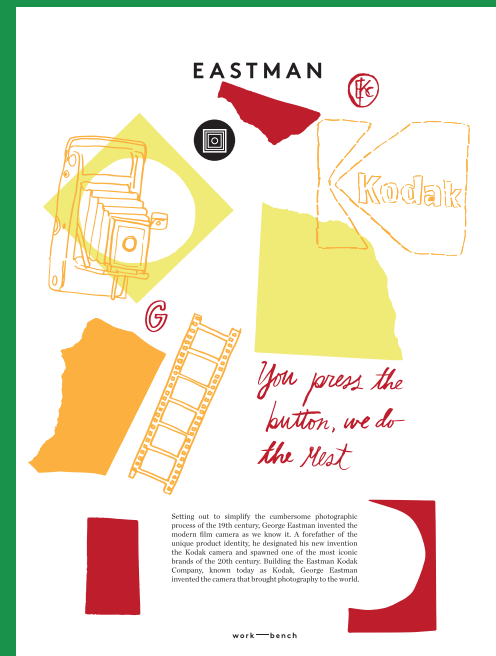 EASTMAN
EKC
Kodak
G
You press the
button, we do
the rest
Setting out to simplify the cumbersome photographic
process of the 19th century, George Eastman invented the
modern film camera as we know it. A forefather of the
unique product identity, he designated his new invention
the Kodak camera and spawned one of the most iconic
brands of the 20th century. Building the Eastman Kodak
Company, known today as Kodak, George Eastman
invented the camera that brought photography to the world.
work—bench